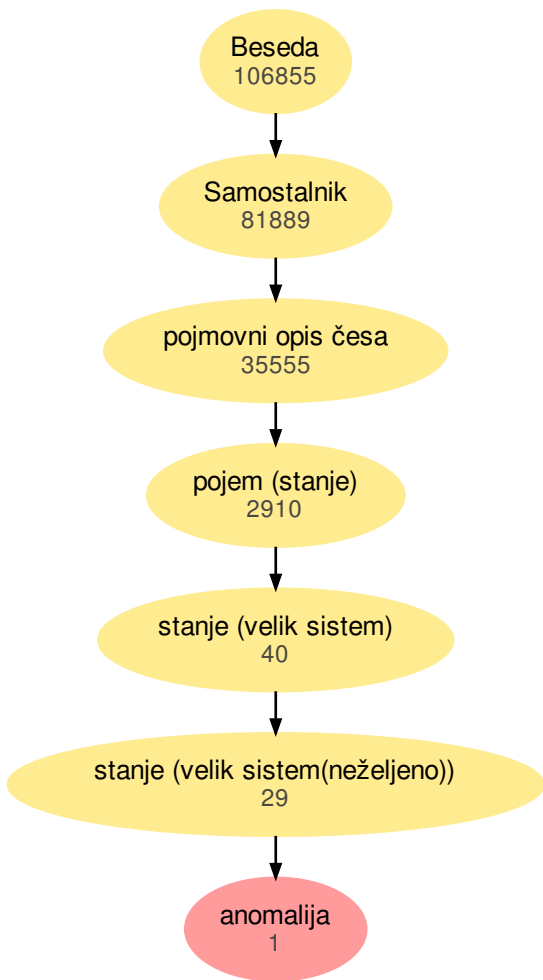 Beseda
106855
Samostalnik
81889
pojmovni opis česa
35555
pojem (stanje)
2910
stanje (velik sistem)
40
stanje (velik sistem(neželjeno))
29
anomalija
1